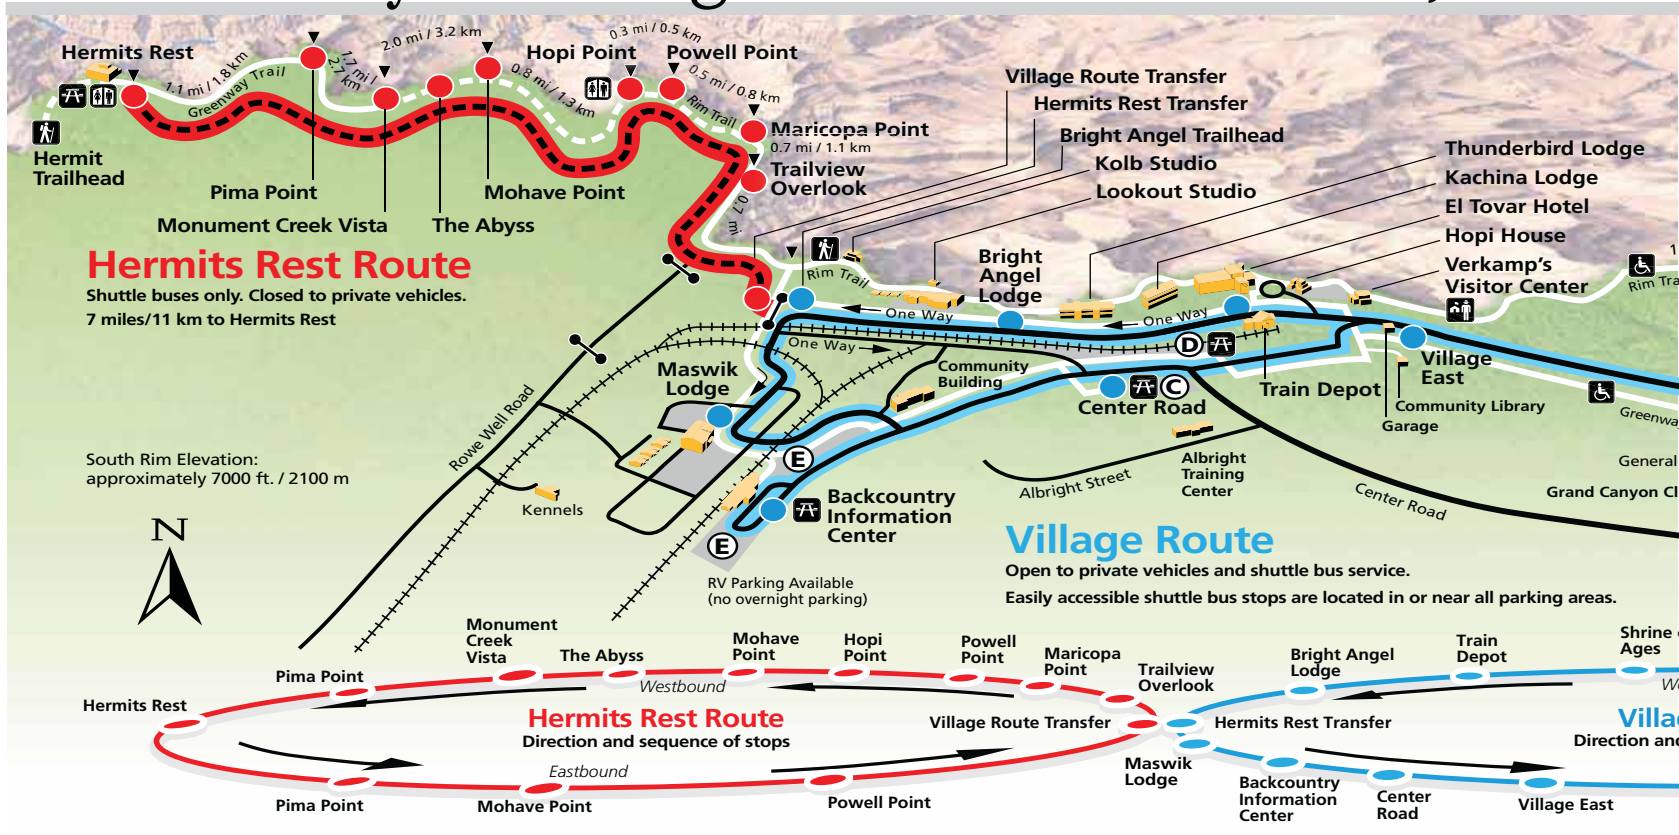 Hermits Rest
1.1 mi / 1.8 km
Greenway Trail
1.7 mi /
2.7 km
2.0 mi / 3.2 km
0.8 mi / 1.3 km
Hopi Point
0.3 mi / 0.5 km
Powell Point
0.5 mi / 0.8 km
Rim Trail
Maricopa Point
0.7 mi / 1.1 km
Trailview
Overlook
0.7 mi
Hermit
Trailhead
Pima Point
Mohave Point
Monument Creek Vista
The Abyss
Hermits Rest Route
Shuttle buses only. Closed to private vehicles.
7 miles/11 km to Hermits Rest
Village Route Transfer
Hermits Rest Transfer
Bright Angel Trailhead
Kolb Studio
Lookout Studio
Thunderbird Lodge
Kachina Lodge
El Tovar Hotel
Hopi House
Verkamp's
Visitor Center
Rim Trail
Bright
Angel
Lodge
One Way
One Way
One Way
1
Rim Tra
D
Maswik
Lodge
Community
Building
C
Center Road
Train Depot
Village
East
Community Library
Garage
Greenway
General
Grand Canyon Cl
Rowe Well Road
South Rim Elevation:
approximately 7000 ft. / 2100 m
N
Kennels
E
E
Backcountry
Information
Center
Albright
Training
Center
Albright Street
Center Road
RV Parking Available
(no overnight parking)
Village Route
Open to private vehicles and shuttle bus service.
Easily accessible shuttle bus stops are located in or near all parking areas.
Hermits Rest
Pima Point
Monument
Creek
Vista
The Abyss
Mohave
Point
Hopi
Point
Powell
Point
Maricopa
Point
Trailview
Overlook
Westbound
Hermits Rest Route
Direction and sequence of stops
Eastbound
Village Route Transfer
Pima Point
Mohave Point
Powell Point
Bright Angel
Lodge
Train
Depot
Shrine
Ages
We
Villa
Direction and
Hermits Rest Transfer
Maswik
Lodge
Backcountry
Information
Center
Center
Road
Village East